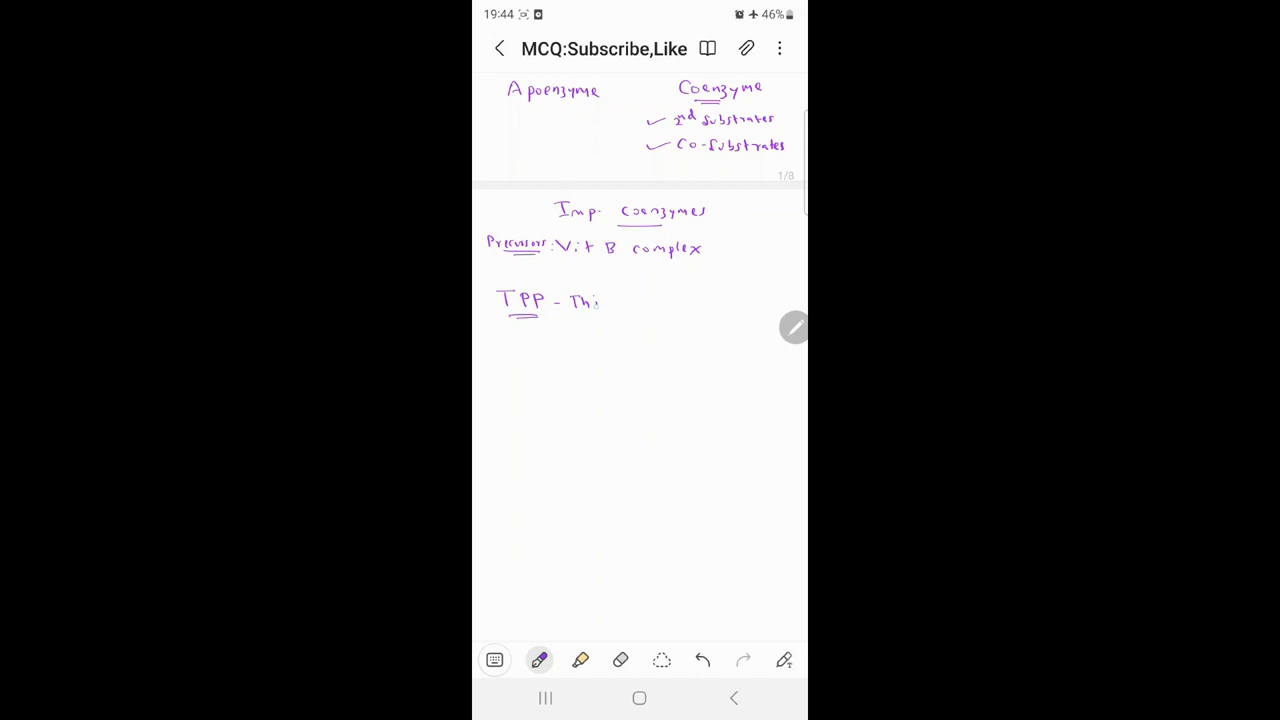 19:44 46%
MCQ:Subscribe,Like
Apoenzyme Coenzyme
2nd Substrates
Co-Substrates
1/8
Imp. coenzymes
Precursors: Vit B complex
TPP - Thi